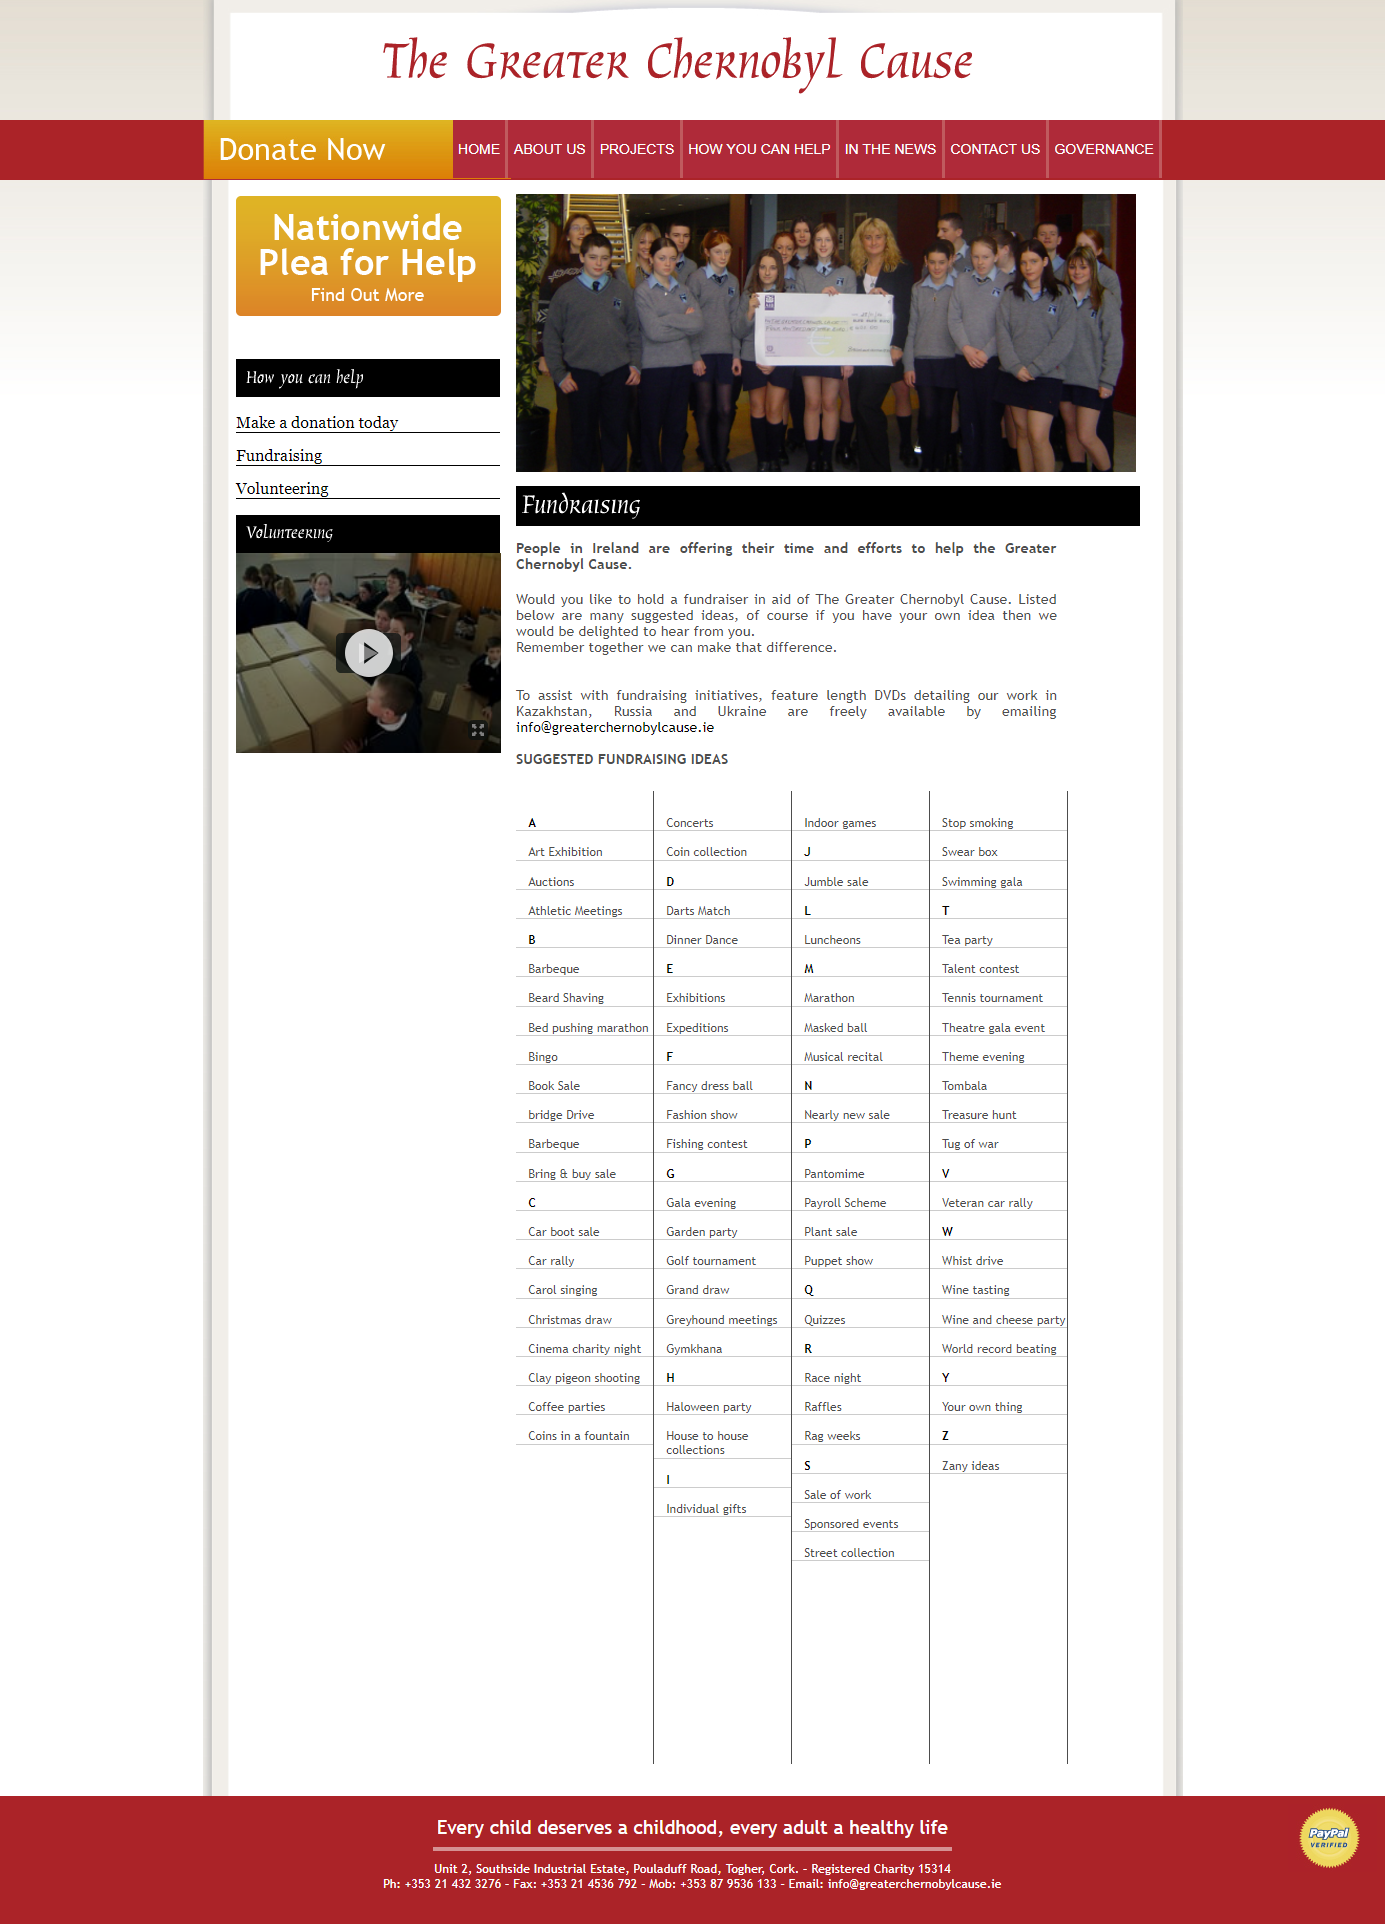 The Greater Chernobyl Cause
Donate Now
HOME
ABOUT US
PROJECTS
HOW YOU CAN HELP
IN THE NEWS
CONTACT US
GOVERNANCE
Nationwide
Plea for Help
Find Out More
How you can help
Make a donation today
Fundraising
Volunteering
Volunteering
Fundraising
People in Ireland are offering their time and efforts to help the Greater
Chernobyl Cause.
Would you like to hold a fundraiser in aid of The Greater Chernobyl Cause. Listed
below are many suggested ideas, of course if you have your own idea then we
would be delighted to hear from you.
Remember together we can make that difference.
To assist with fundraising initiatives, feature length DVDs detailing our work in
Kazakhstan, Russia and Ukraine are freely available by emailing
info@greaterchernobylcause.ie
SUGGESTED FUNDRAISING IDEAS
A
Art Exhibition
Auctions
Athletic Meetings
B
Barbeque
Beard Shaving
Bed pushing marathon
Bingo
Book Sale
bridge Drive
Barbeque
Bring & buy sale
C
Car boot sale
Car rally
Carol singing
Christmas draw
Cinema charity night
Clay pigeon shooting
Coffee parties
Coins in a fountain
Concerts
Coin collection
D
Darts Match
Dinner Dance
E
Exhibitions
Expeditions
F
Fancy dress ball
Fashion show
Fishing contest
G
Gala evening
Garden party
Golf tournament
Grand draw
Greyhound meetings
Gymkhana
H
Haloween party
House to house
collections
I
Individual gifts
Indoor games
J
Jumble sale
L
Luncheons
M
Marathon
Masked ball
Musical recital
N
Nearly new sale
P
Pantomime
Payroll Scheme
Plant sale
Puppet show
Q
Quizzes
R
Race night
Raffles
Rag weeks
S
Sale of work
Sponsored events
Street collection
Stop smoking
Swear box
Swimming gala
T
Tea party
Talent contest
Tennis tournament
Theatre gala event
Theme evening
Tombala
Treasure hunt
Tug of war
V
Veteran car rally
W
Whist drive
Wine tasting
Wine and cheese party
World record beating
Y
Your own thing
Z
Zany ideas
Every child deserves a childhood, every adult a healthy life
Unit 2, Southside Industrial Estate, Pouladuff Road, Togher, Cork. - Registered Charity 15314
Ph: +353 21 432 3276 - Fax: +353 21 4536 792 - Mob: +353 87 9536 133 - Email: info@greaterchernobylcause.ie
PayPal
VERIFIED